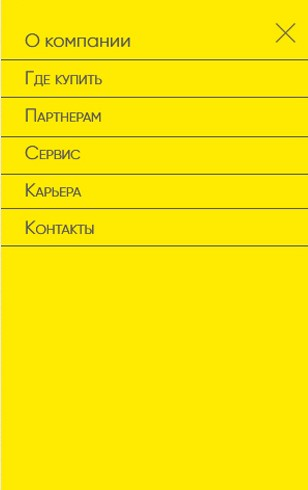 О компании
Где купить
Партнерам
Сервис
Карьера
Контакты